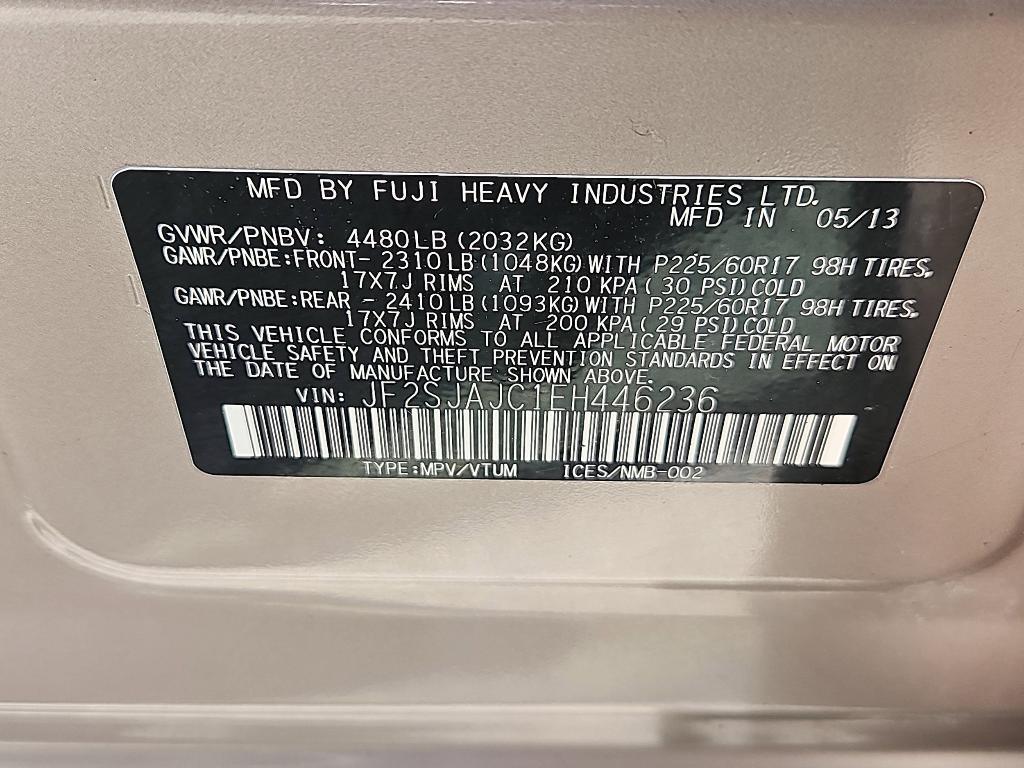 MFD BY FUJI HEAVY INDUSTRIES LTD.
MFD IN 05/13
GVWR/PNBV: 4480LB(2032KG)
GAWR/PNBE:FRONT- 2310LB(1048KG)WITH P225/60R17 98H TIRES,
17X7J RIMS AT 210 KPA(30 PSI)COLD
GAWR/PNBE:REAR - 2410LB(1093KG)WITH P225/60R17 98H TIRES,
17X7J RIMS AT 200 KPA(29 PSI)COLD
THIS VEHICLE CONFORMS TO ALL APPLICABLE FEDERAL MOTOR
VEHICLE SAFETY AND THEFT PREVENTION STANDARDS IN EFFECT ON
THE DATE OF MANUFACTURE SHOWN ABOVE.
VIN: JF2SJAJC1EH446236
TYPE:MPV/VTUM ICES/NMB-002